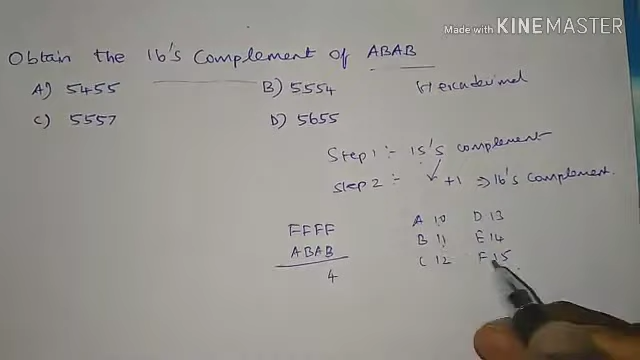 Made with KINEMASTER
Obtain the 16's Complement of ABAB
A) 5455 B) 5554 Hexadecimal
C) 5557 D) 5655
Step 1 :- 15's complement
Step 2 :- ✓ +1 ⇒ 16's complement.
FFFF A 10 D 13
ABAB B 11 E 14
4 C 12 F 15